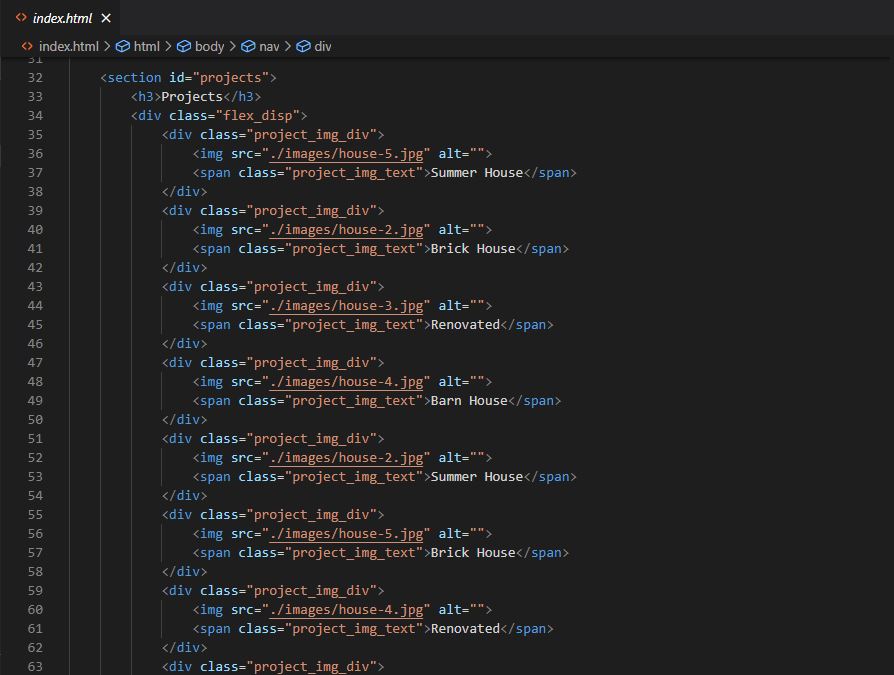 index.html
index.html > html > body > nav > div
31
32 <section id="projects">
33 <h3>Projects</h3>
34 <div class="flex_disp">
35 <div class="project_img_div">
36 <img src="./images/house-5.jpg" alt="">
37 <span class="project_img_text">Summer House</span>
38 </div>
39 <div class="project_img_div">
40 <img src="./images/house-2.jpg" alt="">
41 <span class="project_img_text">Brick House</span>
42 </div>
43 <div class="project_img_div">
44 <img src="./images/house-3.jpg" alt="">
45 <span class="project_img_text">Renovated</span>
46 </div>
47 <div class="project_img_div">
48 <img src="./images/house-4.jpg" alt="">
49 <span class="project_img_text">Barn House</span>
50 </div>
51 <div class="project_img_div">
52 <img src="./images/house-2.jpg" alt="">
53 <span class="project_img_text">Summer House</span>
54 </div>
55 <div class="project_img_div">
56 <img src="./images/house-5.jpg" alt="">
57 <span class="project_img_text">Brick House</span>
58 </div>
59 <div class="project_img_div">
60 <img src="./images/house-4.jpg" alt="">
61 <span class="project_img_text">Renovated</span>
62 </div>
63 <div class="project_img_div">